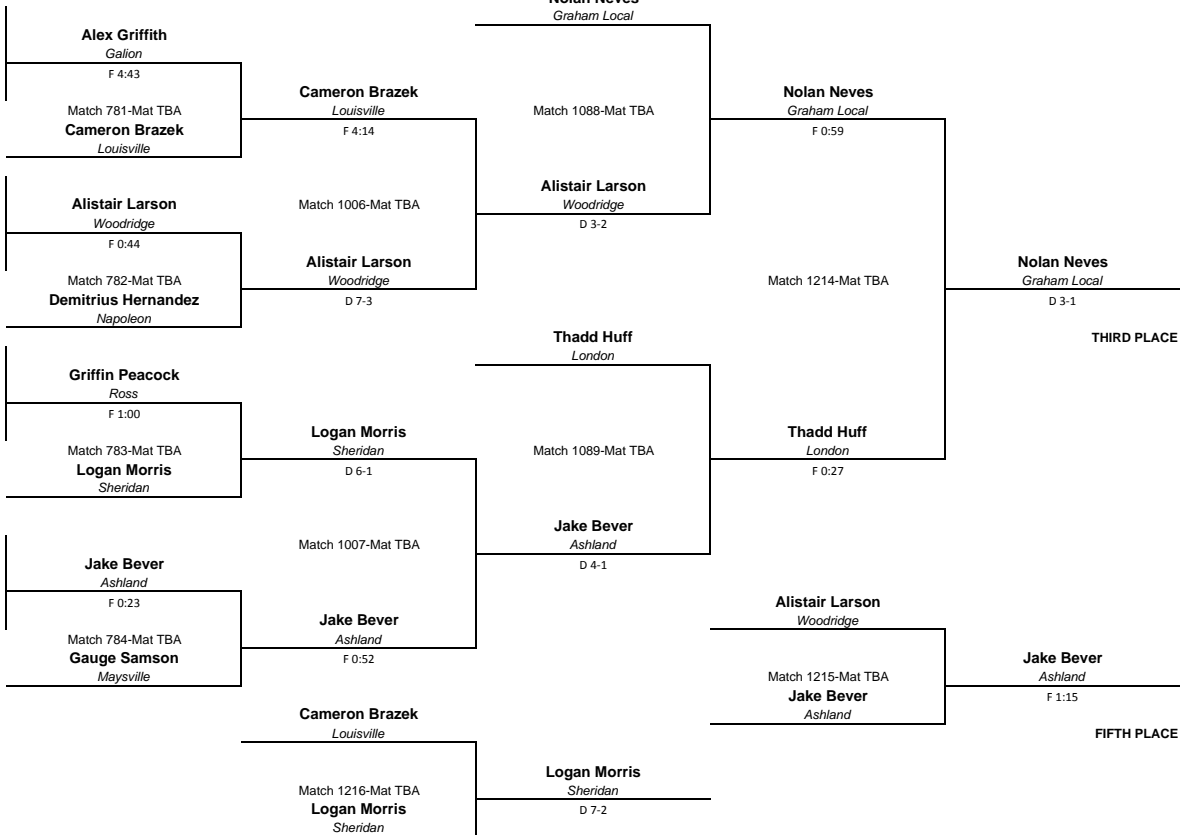 Nolan Neves
Graham Local
Alex Griffith
Galion
F 4:43
Match 781-Mat TBA
Cameron Brazek
Louisville
Cameron Brazek
Louisville
F 4:14
Match 1088-Mat TBA
Nolan Neves
Graham Local
F 0:59
Alistair Larson
Woodridge
F 0:44
Match 1006-Mat TBA
Alistair Larson
Woodridge
D 3-2
Match 782-Mat TBA
Demitrius Hernandez
Napoleon
Alistair Larson
Woodridge
D 7-3
Match 1214-Mat TBA
Nolan Neves
Graham Local
D 3-1
THIRD PLACE
Thadd Huff
London
Griffin Peacock
Ross
F 1:00
Match 783-Mat TBA
Logan Morris
Sheridan
Logan Morris
Sheridan
D 6-1
Match 1089-Mat TBA
Thadd Huff
London
F 0:27
Match 1007-Mat TBA
Jake Bever
Ashland
D 4-1
Jake Bever
Ashland
F 0:23
Match 784-Mat TBA
Gauge Samson
Maysville
Jake Bever
Ashland
F 0:52
Alistair Larson
Woodridge
Match 1215-Mat TBA
Jake Bever
Ashland
Jake Bever
Ashland
F 1:15
FIFTH PLACE
Cameron Brazek
Louisville
Match 1216-Mat TBA
Logan Morris
Sheridan
Logan Morris
Sheridan
D 7-2